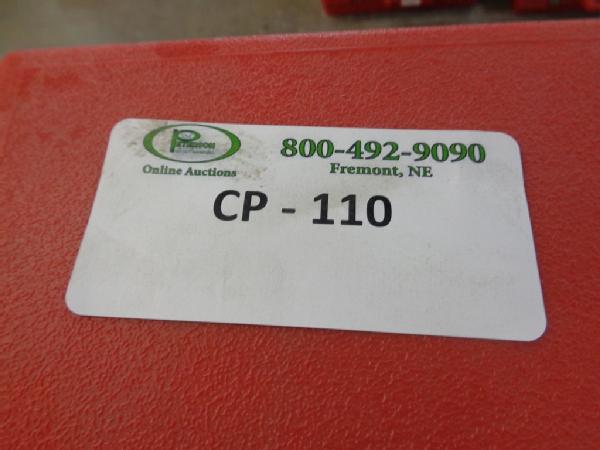 800-492-9090
Online Auctions
Fremont, NE
CP - 110